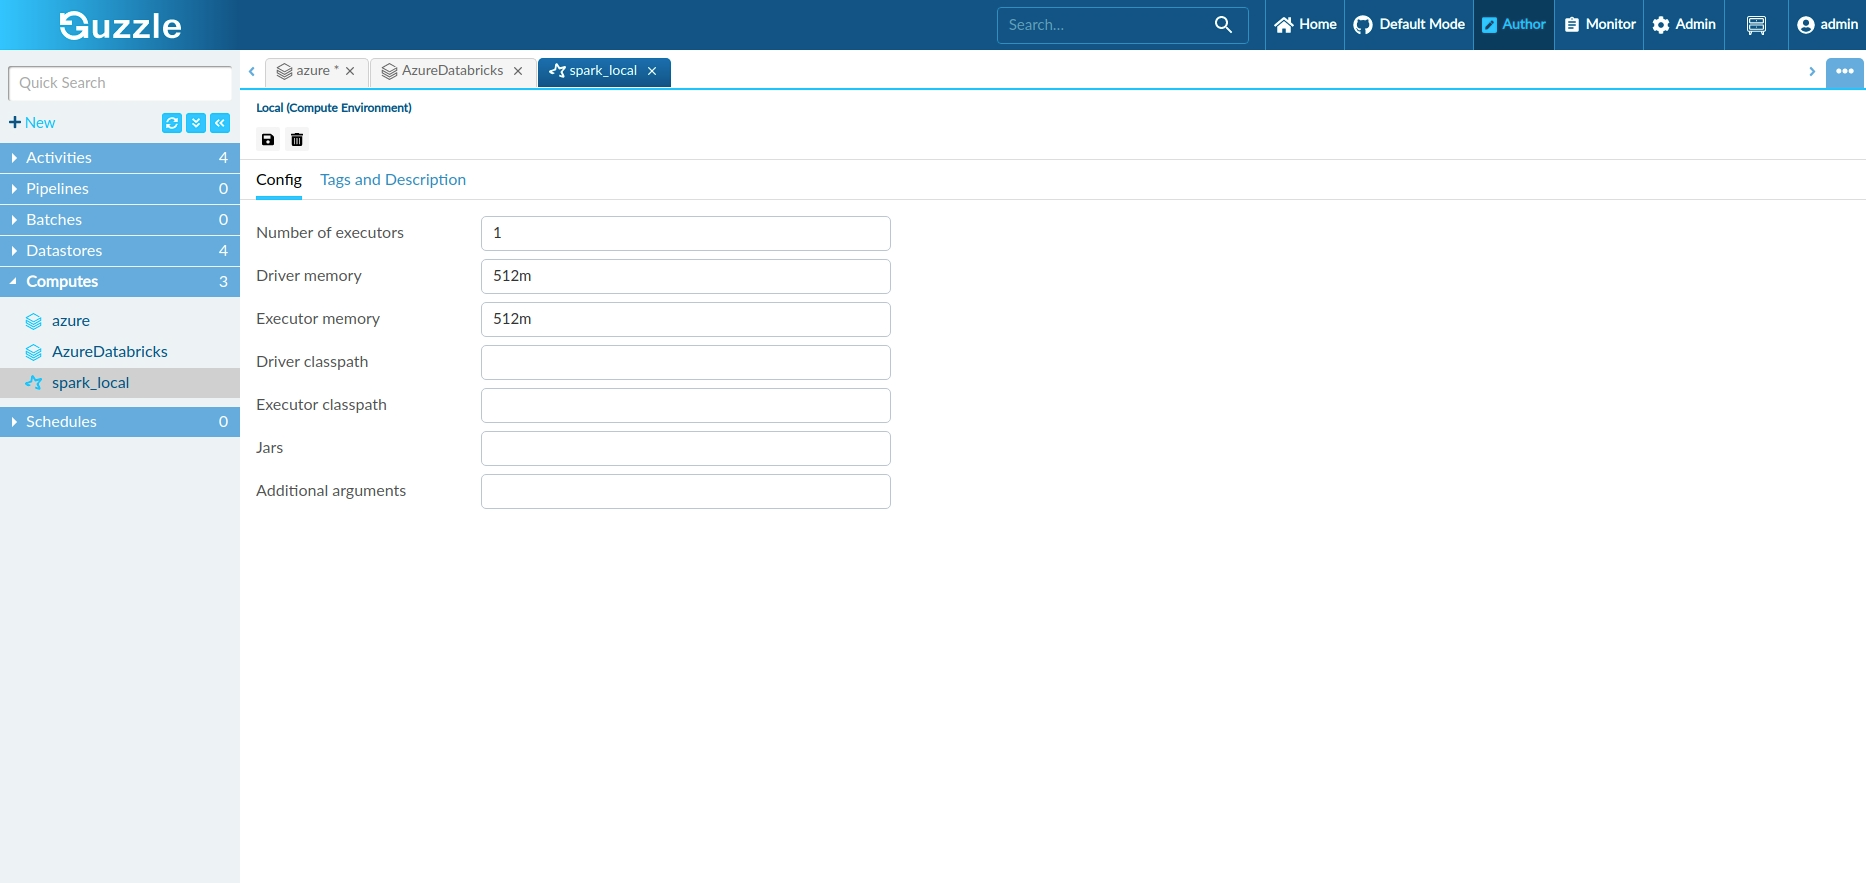 Guzzle
Search...
Home
Default Mode
Author
Monitor
Admin
admin
Quick Search
New
Activities 4
Pipelines 0
Batches 0
Datastores 4
Computes 3
azure
AzureDatabricks
spark_local
Schedules 0
azure *
AzureDatabricks
spark_local
Local (Compute Environment)
Config
Tags and Description
Number of executors 1
Driver memory 512m
Executor memory 512m
Driver classpath
Executor classpath
Jars
Additional arguments